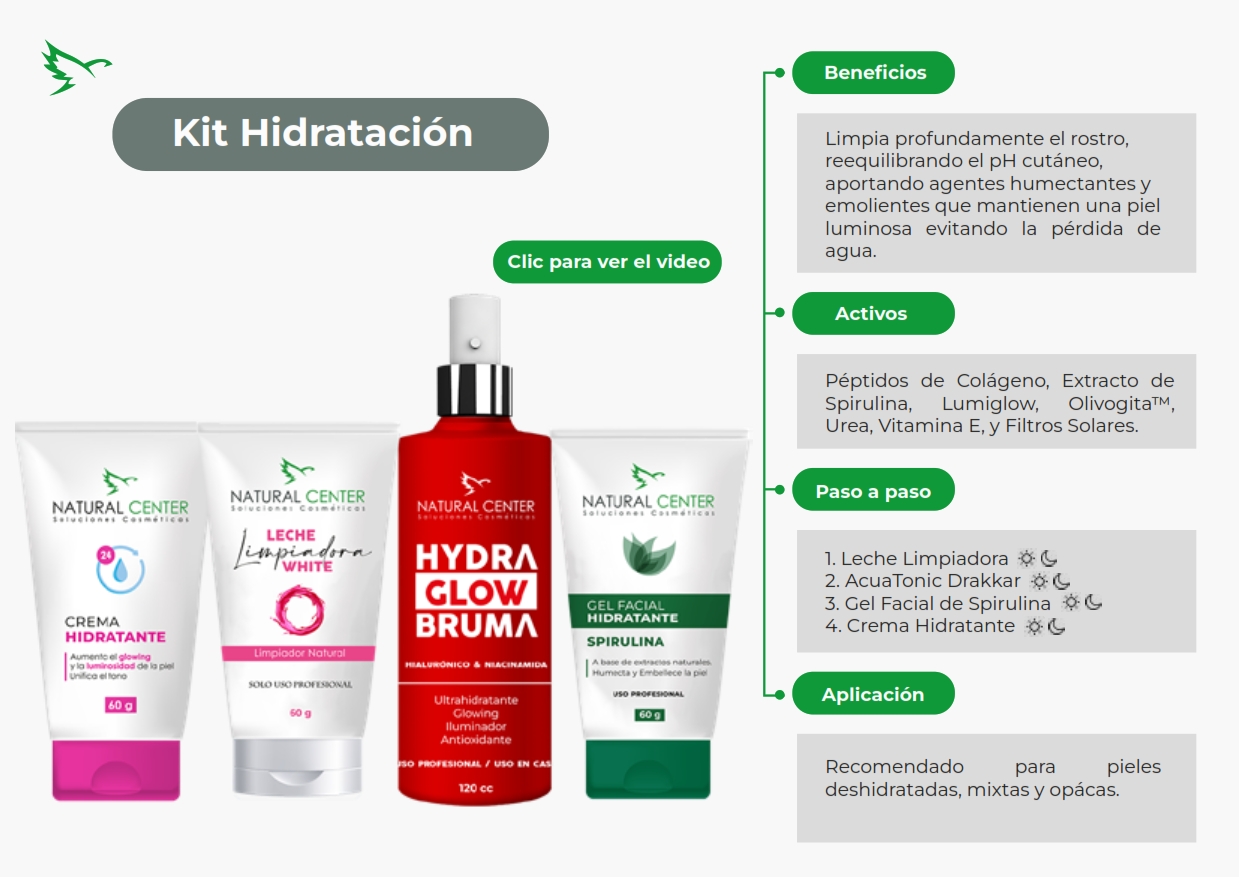 Kit Hidratación
Clic para ver el video
NATURAL CENTER
Soluciones Cosméticas
24
CREMA
HIDRATANTE
Aumenta el glowing
y la luminosidad de la piel
Unifica el tono
60 g
NATURAL CENTER
Soluciones Cosméticas
LECHE
Limpiadora
WHITE
Limpiador Natural
SOLO USO PROFESIONAL
60 g
NATURAL CENTER
Soluciones Cosméticas
HYDRA
GLOW
BRUMA
HIALURÓNICO & NIACINAMIDA
Ultrahidratante
Glowing
Iluminador
Antioxidante
USO PROFESIONAL / USO EN CAS
120 cc
NATURAL CENTER
Soluciones Cosméticas
GEL FACIAL
HIDRATANTE
SPIRULINA
A base de extractos naturales.
Humecta y Embellece la piel
USO PROFESIONAL
60 g
Beneficios
Limpia profundamente el rostro,
reequilibrando el pH cutáneo,
aportando agentes humectantes y
emolientes que mantienen una piel
luminosa evitando la pérdida de
agua.
Activos
Péptidos de Colágeno, Extracto de
Spirulina, Lumiglow, Olivogita™,
Urea, Vitamina E, y Filtros Solares.
Paso a paso
1. Leche Limpiadora
2. AcuaTonic Drakkar
3. Gel Facial de Spirulina
4. Crema Hidratante
Aplicación
Recomendado para pieles
deshidratadas, mixtas y opácas.